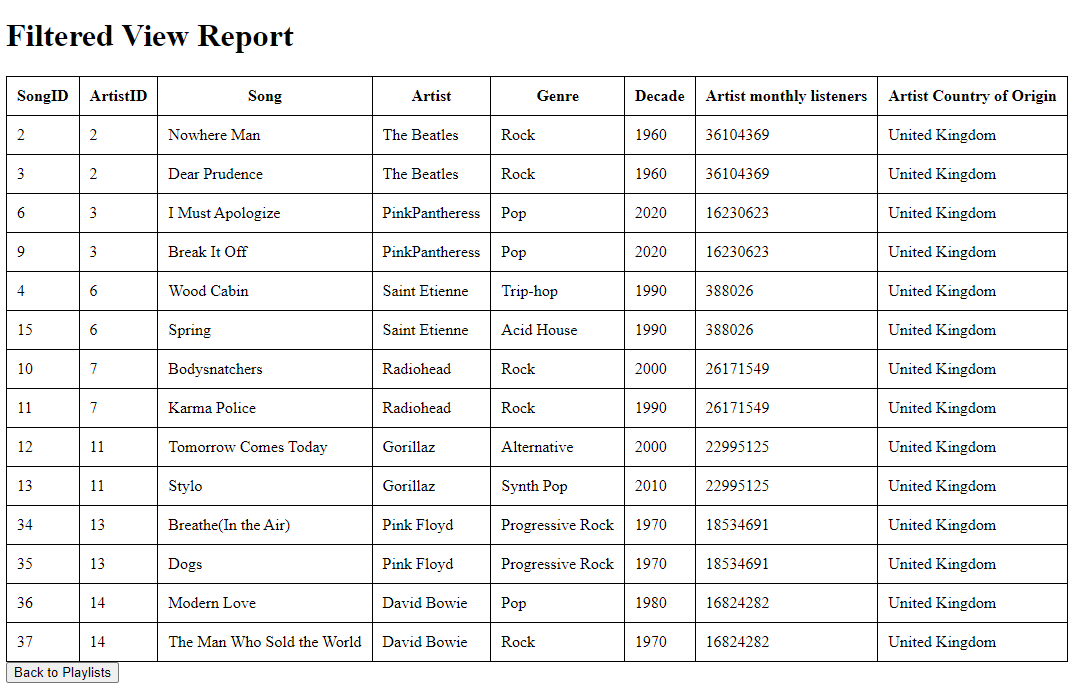 Filtered View Report
SongID ArtistID Song Artist Genre Decade Artist monthly listeners Artist Country of Origin
2 2 Nowhere Man The Beatles Rock 1960 36104369 United Kingdom
3 2 Dear Prudence The Beatles Rock 1960 36104369 United Kingdom
6 3 I Must Apologize PinkPantheress Pop 2020 16230623 United Kingdom
9 3 Break It Off PinkPantheress Pop 2020 16230623 United Kingdom
4 6 Wood Cabin Saint Etienne Trip-hop 1990 388026 United Kingdom
15 6 Spring Saint Etienne Acid House 1990 388026 United Kingdom
10 7 Bodysnatchers Radiohead Rock 2000 26171549 United Kingdom
11 7 Karma Police Radiohead Rock 1990 26171549 United Kingdom
12 11 Tomorrow Comes Today Gorillaz Alternative 2000 22995125 United Kingdom
13 11 Stylo Gorillaz Synth Pop 2010 22995125 United Kingdom
34 13 Breathe(In the Air) Pink Floyd Progressive Rock 1970 18534691 United Kingdom
35 13 Dogs Pink Floyd Progressive Rock 1970 18534691 United Kingdom
36 14 Modern Love David Bowie Pop 1980 16824282 United Kingdom
37 14 The Man Who Sold the World David Bowie Rock 1970 16824282 United Kingdom
Back to Playlists